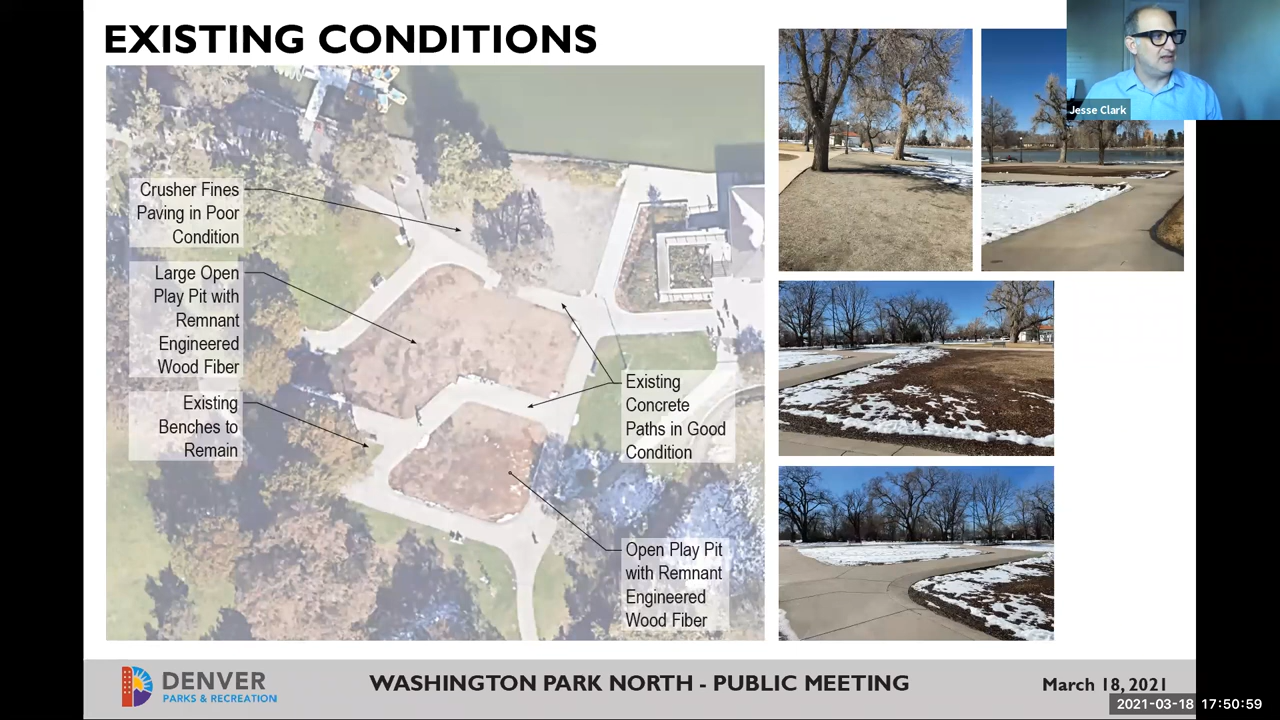 EXISTING CONDITIONS
Jesse Clark
Crusher Fines
Paving in Poor
Condition
Large Open
Play Pit with
Remnant
Engineered
Wood Fiber
Existing
Benches to
Remain
Existing
Concrete
Paths in Good
Condition
Open Play Pit
with Remnant
Engineered
Wood Fiber
DENVER
PARKS & RECREATION
WASHINGTON PARK NORTH - PUBLIC MEETING
March 18, 2021
2021-03-18 17:50:59